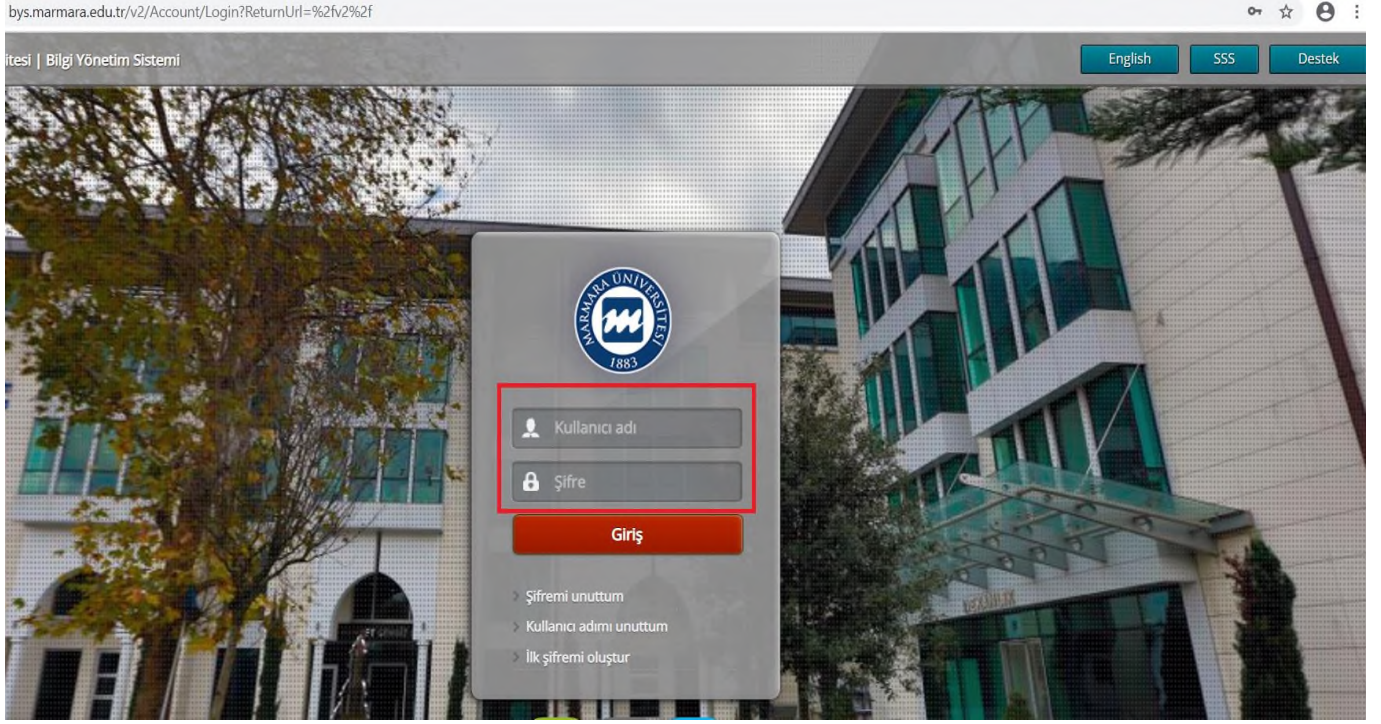 bys.marmara.edu.tr/v2/Account/Login?ReturnUrl=%2fv2%2f
itesi | Bilgi Yönetim Sistemi
English
SSS
Destek
MARMARA ÜNİVERSİTESİ
m
1883
Kullanıcı adı
Şifre
Giriş
Şifremi unuttum
Kullanıcı adımı unuttum
İlk şifremi oluştur